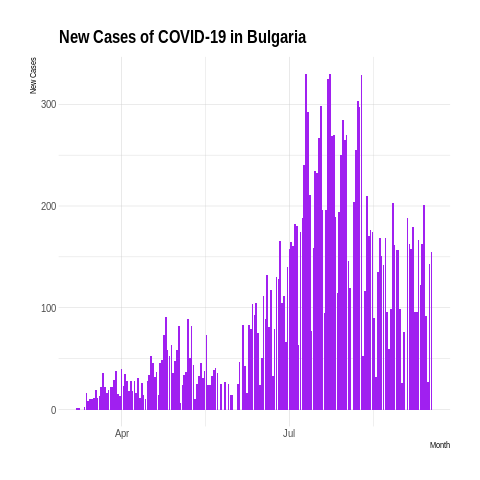 New Cases of COVID-19 in Bulgaria
New Cases
300
200
100
0
Apr
Jul
Month